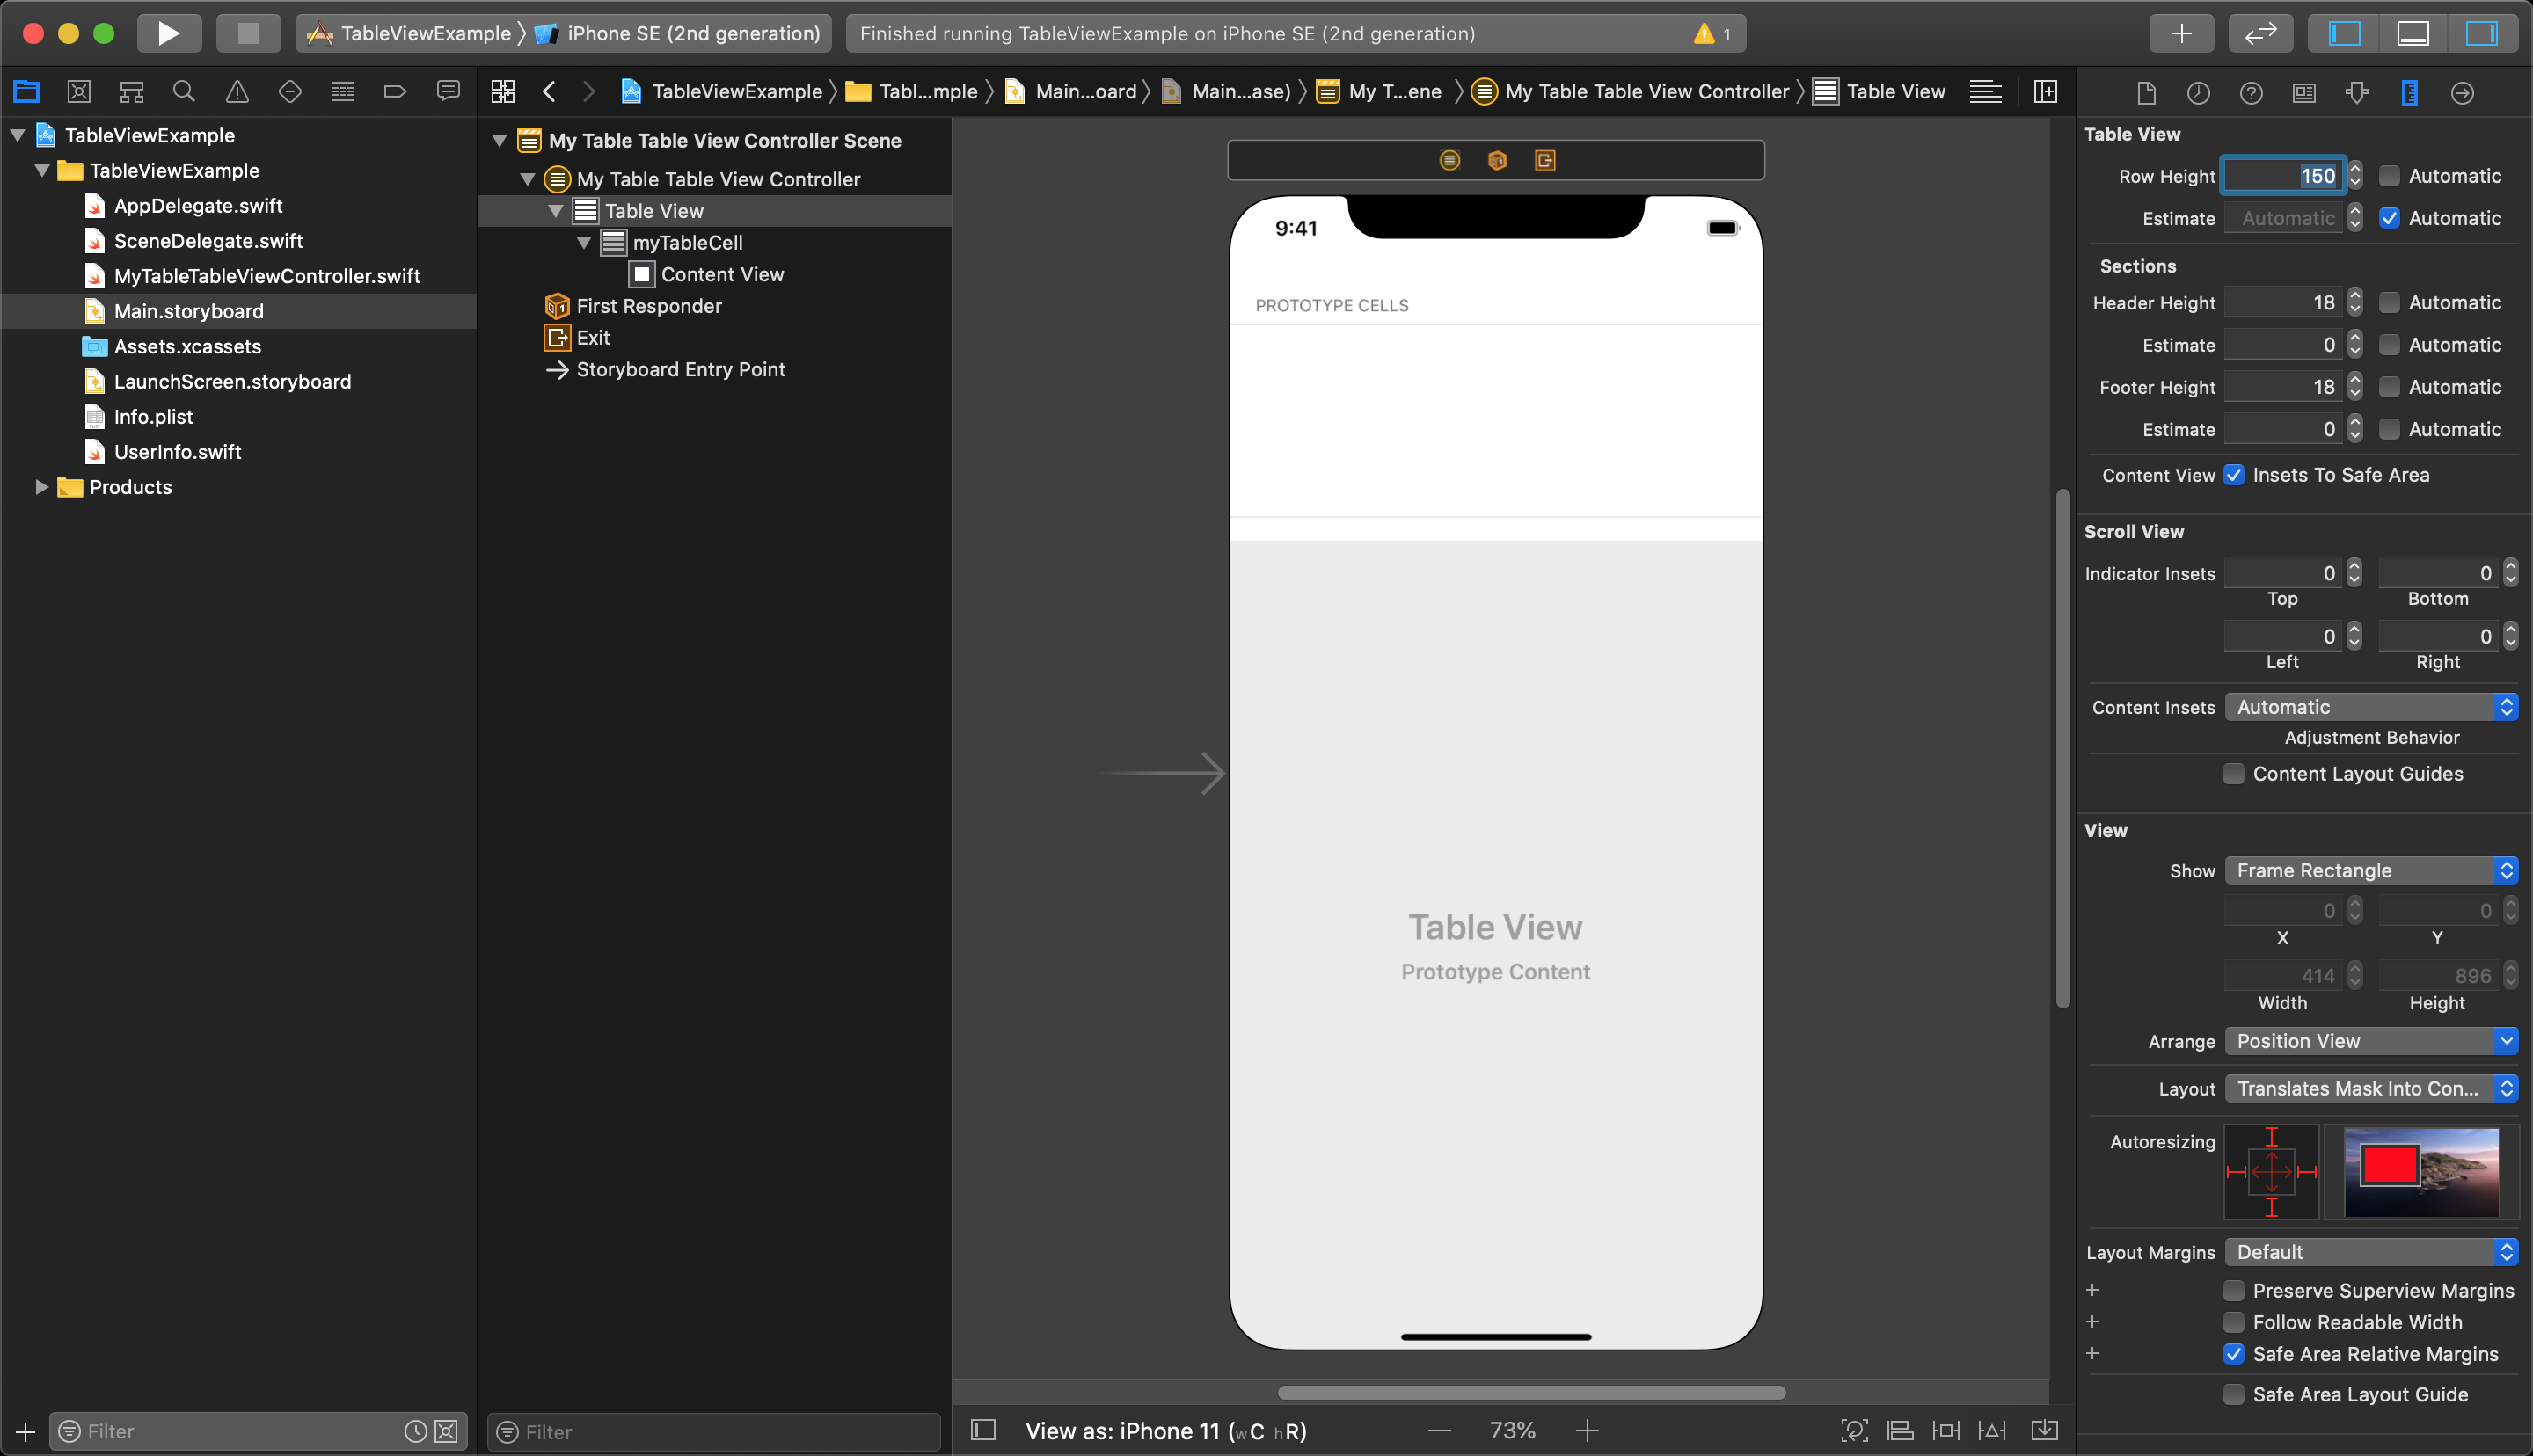 TableViewExample iPhone SE (2nd generation) Finished running TableViewExample on iPhone SE (2nd generation) 1
TableViewExample Tabl...mple Main...oard Main...ase) My T...ene My Table Table View Controller Table View
TableViewExample
TableViewExample
AppDelegate.swift
SceneDelegate.swift
MyTableTableViewController.swift
Main.storyboard
Assets.xcassets
LaunchScreen.storyboard
Info.plist
UserInfo.swift
Products
Filter
My Table Table View Controller Scene
My Table Table View Controller
Table View
myTableCell
Content View
First Responder
Exit
Storyboard Entry Point
Filter
9:41
PROTOTYPE CELLS
Table View
Prototype Content
View as: iPhone 11 (wC hR) 73%
Table View
Row Height 150 Automatic
Estimate Automatic Automatic
Sections
Header Height 18 Automatic
Estimate 0 Automatic
Footer Height 18 Automatic
Estimate 0 Automatic
Content View Insets To Safe Area
Scroll View
Indicator Insets 0 0
Top Bottom
0 0
Left Right
Content Insets Automatic
Adjustment Behavior
Content Layout Guides
View
Show Frame Rectangle
0 0
X Y
414 896
Width Height
Arrange Position View
Layout Translates Mask Into Con...
Autoresizing
Layout Margins Default
Preserve Superview Margins
Follow Readable Width
Safe Area Relative Margins
Safe Area Layout Guide